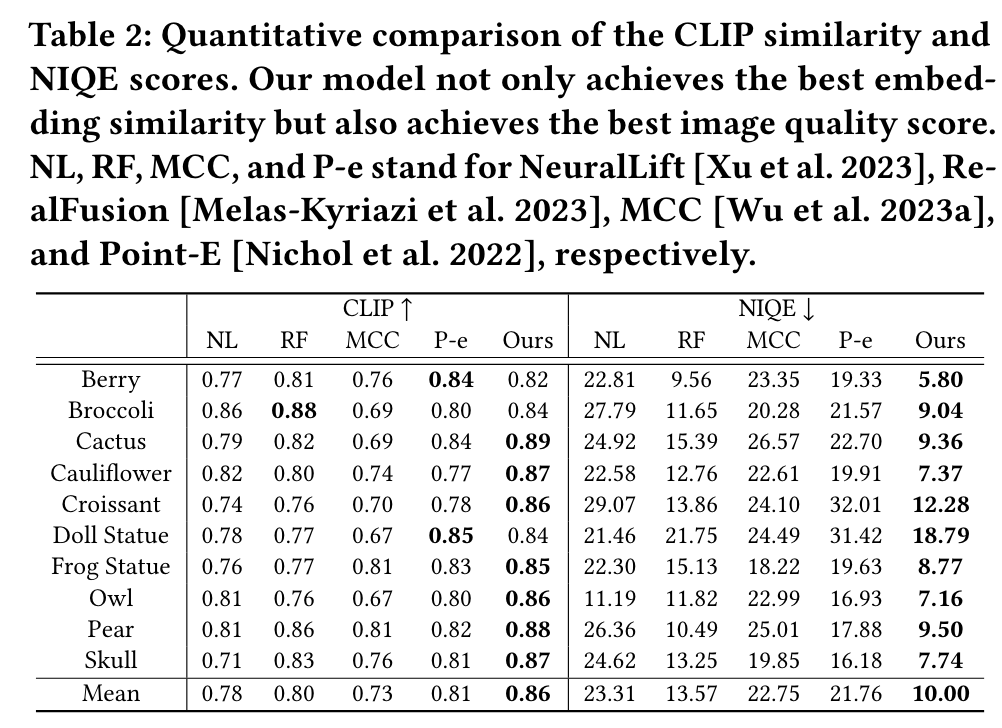 Table 2: Quantitative comparison of the CLIP similarity and
NIQE scores. Our model not only achieves the best embed-
ding similarity but also achieves the best image quality score.
NL, RF, MCC, and P-e stand for NeuralLift [Xu et al. 2023], Re-
alFusion [Melas-Kyriazi et al. 2023], MCC [Wu et al. 2023a],
and Point-E [Nichol et al. 2022], respectively.
CLIP ↑ NIQE ↓
NL RF MCC P-e Ours NL RF MCC P-e Ours
Berry 0.77 0.81 0.76 0.84 0.82 22.81 9.56 23.35 19.33 5.80
Broccoli 0.86 0.88 0.69 0.80 0.84 27.79 11.65 20.28 21.57 9.04
Cactus 0.79 0.82 0.69 0.84 0.89 24.92 15.39 26.57 22.70 9.36
Cauliflower 0.82 0.80 0.74 0.77 0.87 22.58 12.76 22.61 19.91 7.37
Croissant 0.74 0.76 0.70 0.78 0.86 29.07 13.86 24.10 32.01 12.28
Doll Statue 0.78 0.77 0.67 0.85 0.84 21.46 21.75 24.49 31.42 18.79
Frog Statue 0.76 0.77 0.81 0.83 0.85 22.30 15.13 18.22 19.63 8.77
Owl 0.81 0.76 0.67 0.80 0.86 11.19 11.82 22.99 16.93 7.16
Pear 0.81 0.86 0.81 0.82 0.88 26.36 10.49 25.01 17.88 9.50
Skull 0.71 0.83 0.76 0.81 0.87 24.62 13.25 19.85 16.18 7.74
Mean 0.78 0.80 0.73 0.81 0.86 23.31 13.57 22.75 21.76 10.00